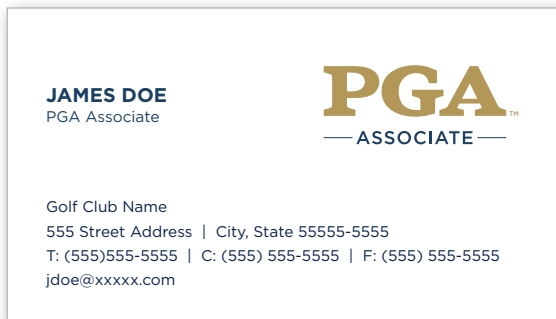 JAMES DOE
PGA Associate
PGA™
ASSOCIATE
Golf Club Name
555 Street Address | City, State 55555-5555
T: (555)555-5555 | C: (555) 555-5555 | F: (555) 555-5555
jdoe@xxxxx.com